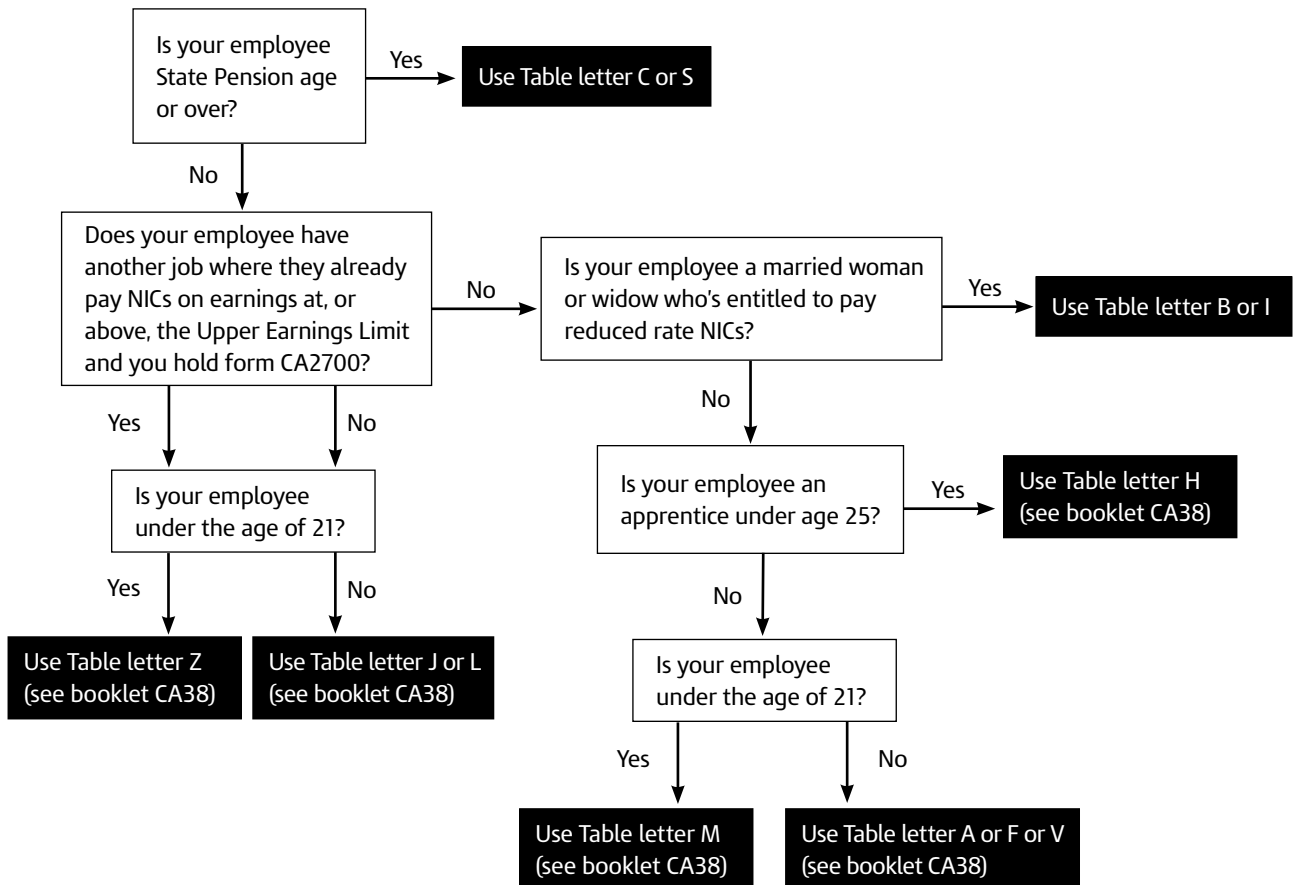 Is your employee
State Pension age
or over?
Yes
Use Table letter C or S
No
Does your employee have
another job where they already
pay NICs on earnings at, or
above, the Upper Earnings Limit
and you hold form CA2700?
No
Is your employee a married woman
or widow who's entitled to pay
reduced rate NICs?
Yes
Use Table letter B or I
Yes
No
No
Is your employee
under the age of 21?
Is your employee an
apprentice under age 25?
Yes
Use Table letter H
(see booklet CA38)
Yes
No
No
Use Table letter Z
(see booklet CA38)
Use Table letter J or L
(see booklet CA38)
Is your employee
under the age of 21?
Yes
No
Use Table letter M
(see booklet CA38)
Use Table letter A or F or V
(see booklet CA38)